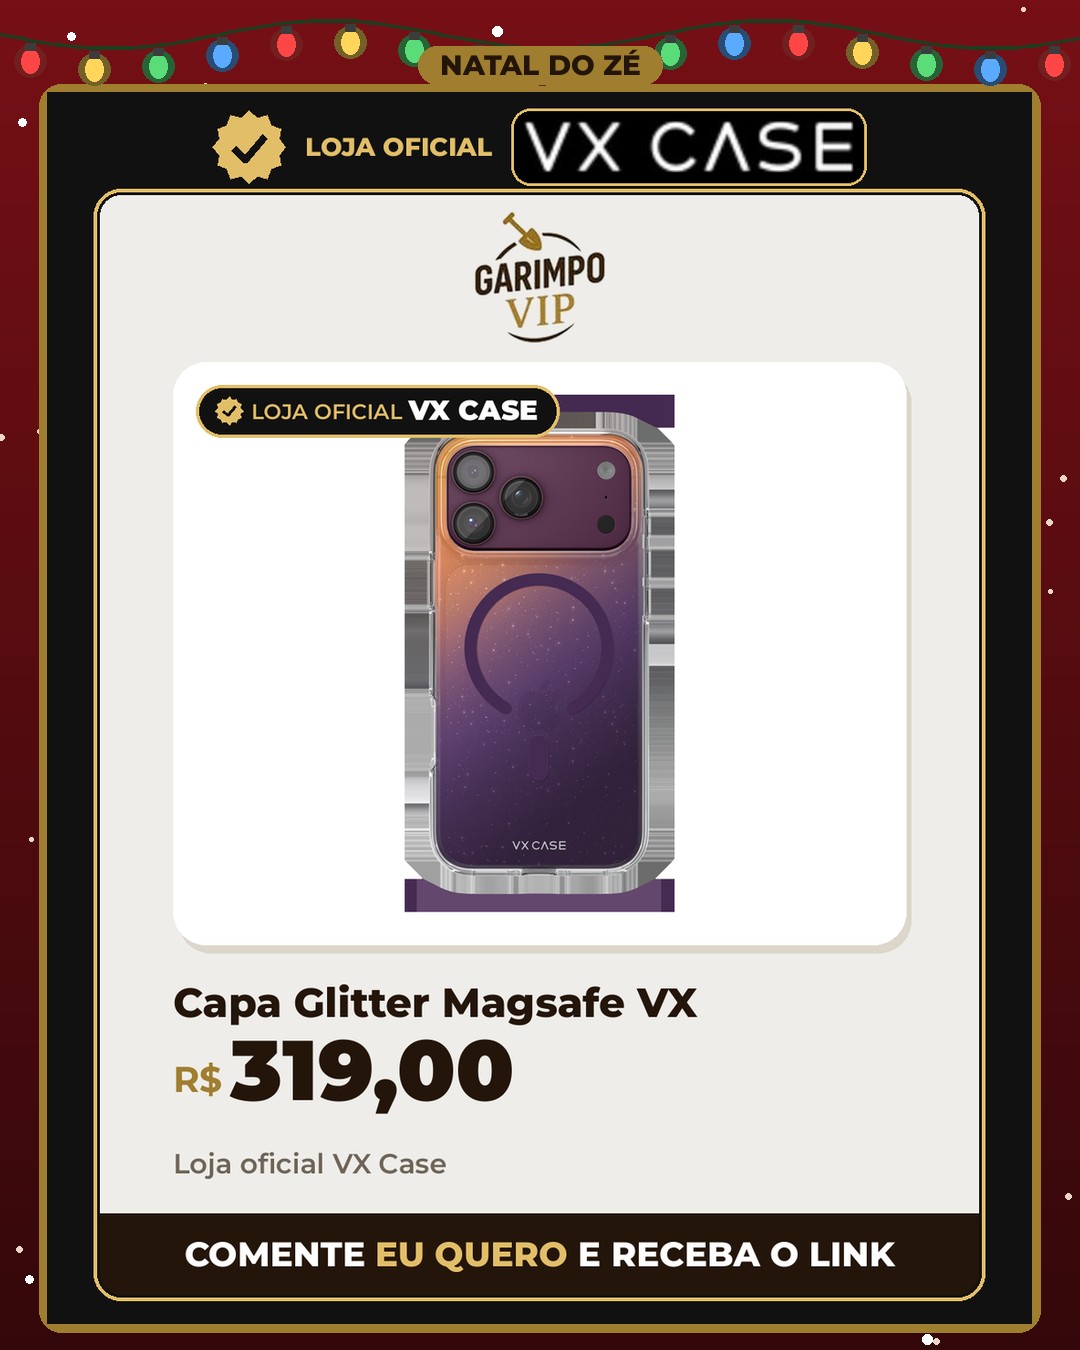 NATAL DO ZÉ
LOJA OFICIAL VX CASE
GARIMPO
VIP
LOJA OFICIAL VX CASE
VX CASE
Capa Glitter Magsafe VX
R$ 319,00
Loja oficial VX Case
COMENTE EU QUERO E RECEBA O LINK